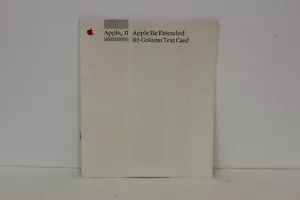 Apple II
Apple IIe Extended
80-Column Text Card